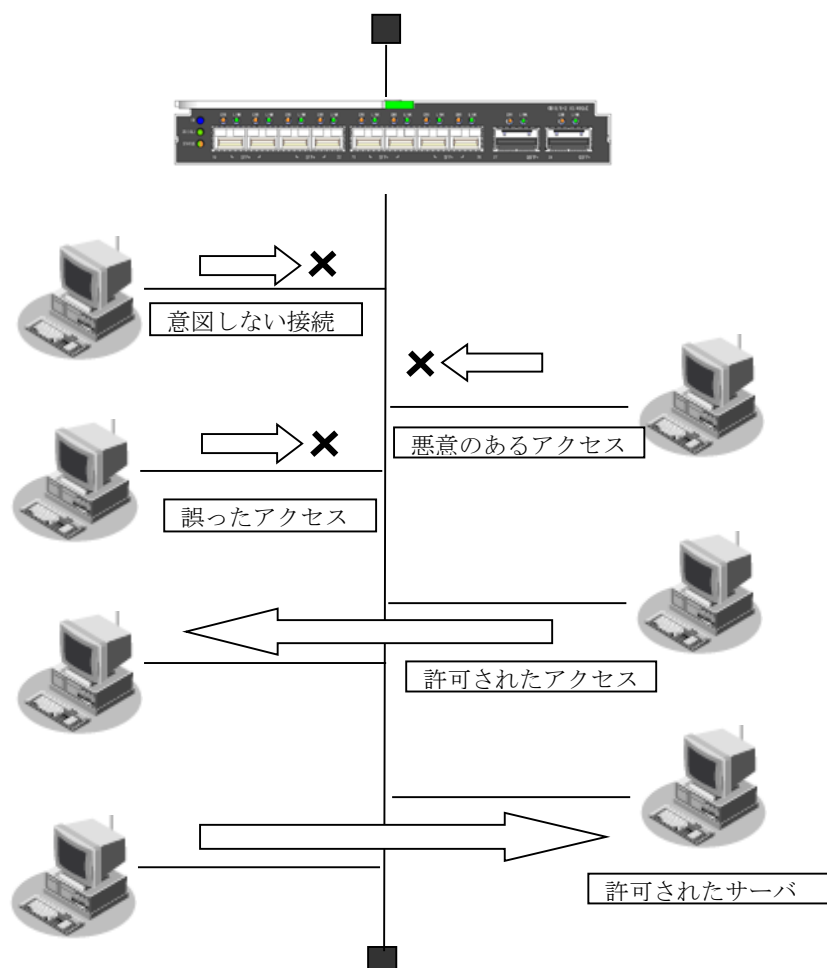 意図しない接続
悪意のあるアクセス
誤ったアクセス
許可されたアクセス
許可されたサーバ